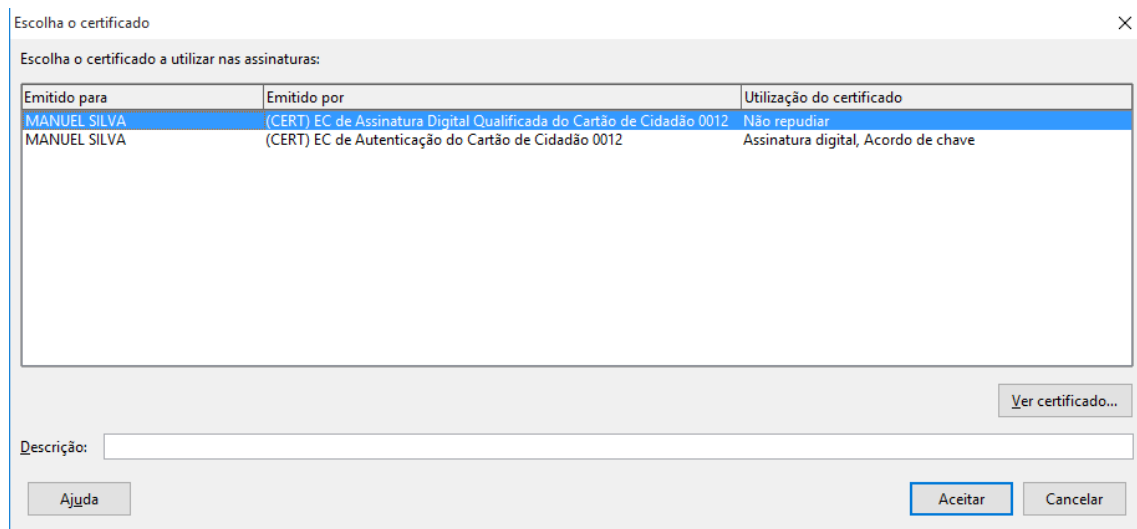 Escolha o certificado
Escolha o certificado a utilizar nas assinaturas:
Emitido para Emitido por Utilização do certificado
MANUEL SILVA (CERT) EC de Assinatura Digital Qualificada do Cartão de Cidadão 0012 Não repudiar
MANUEL SILVA (CERT) EC de Autenticação do Cartão de Cidadão 0012 Assinatura digital, Acordo de chave
Ver certificado...
Descrição:
Ajuda Aceitar Cancelar